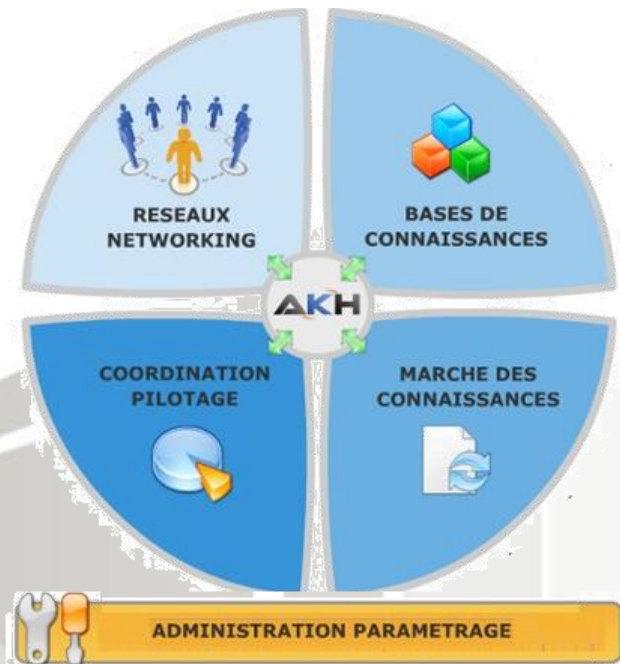 RESEAUX
NETWORKING
BASES DE
CONNAISSANCES
AKH
COORDINATION
PILOTAGE
MARCHE DES
CONNAISSANCES
ADMINISTRATION PARAMETRAGE